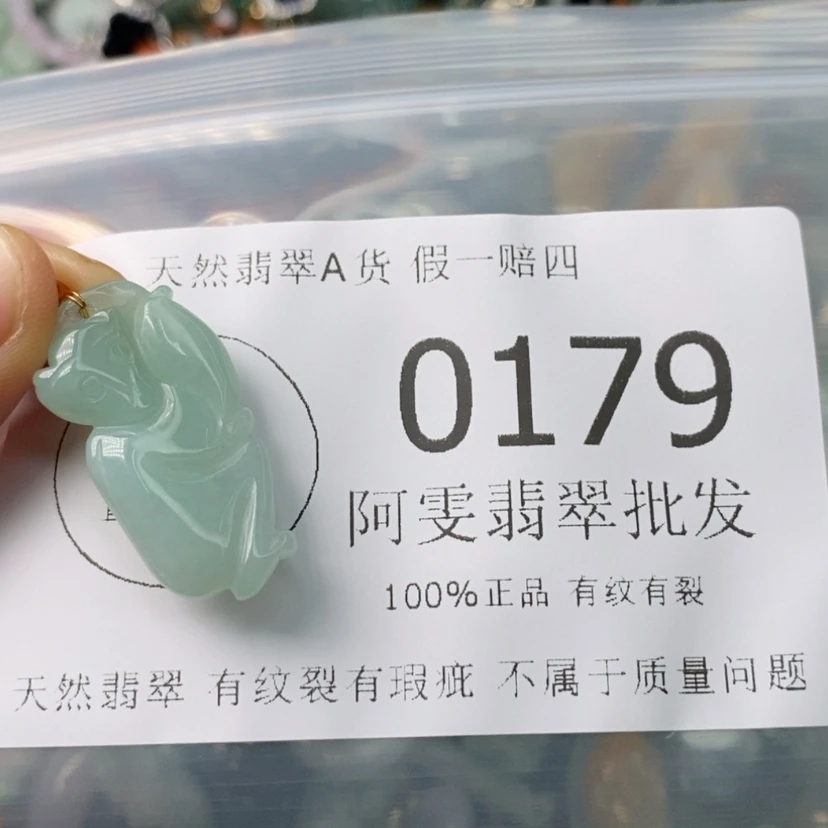 天然翡翠A货 假一赔四
0179
阿雯翡翠批发
100%正品 有纹有裂
天然翡翠 有纹裂有瑕疵 不属于质量问题